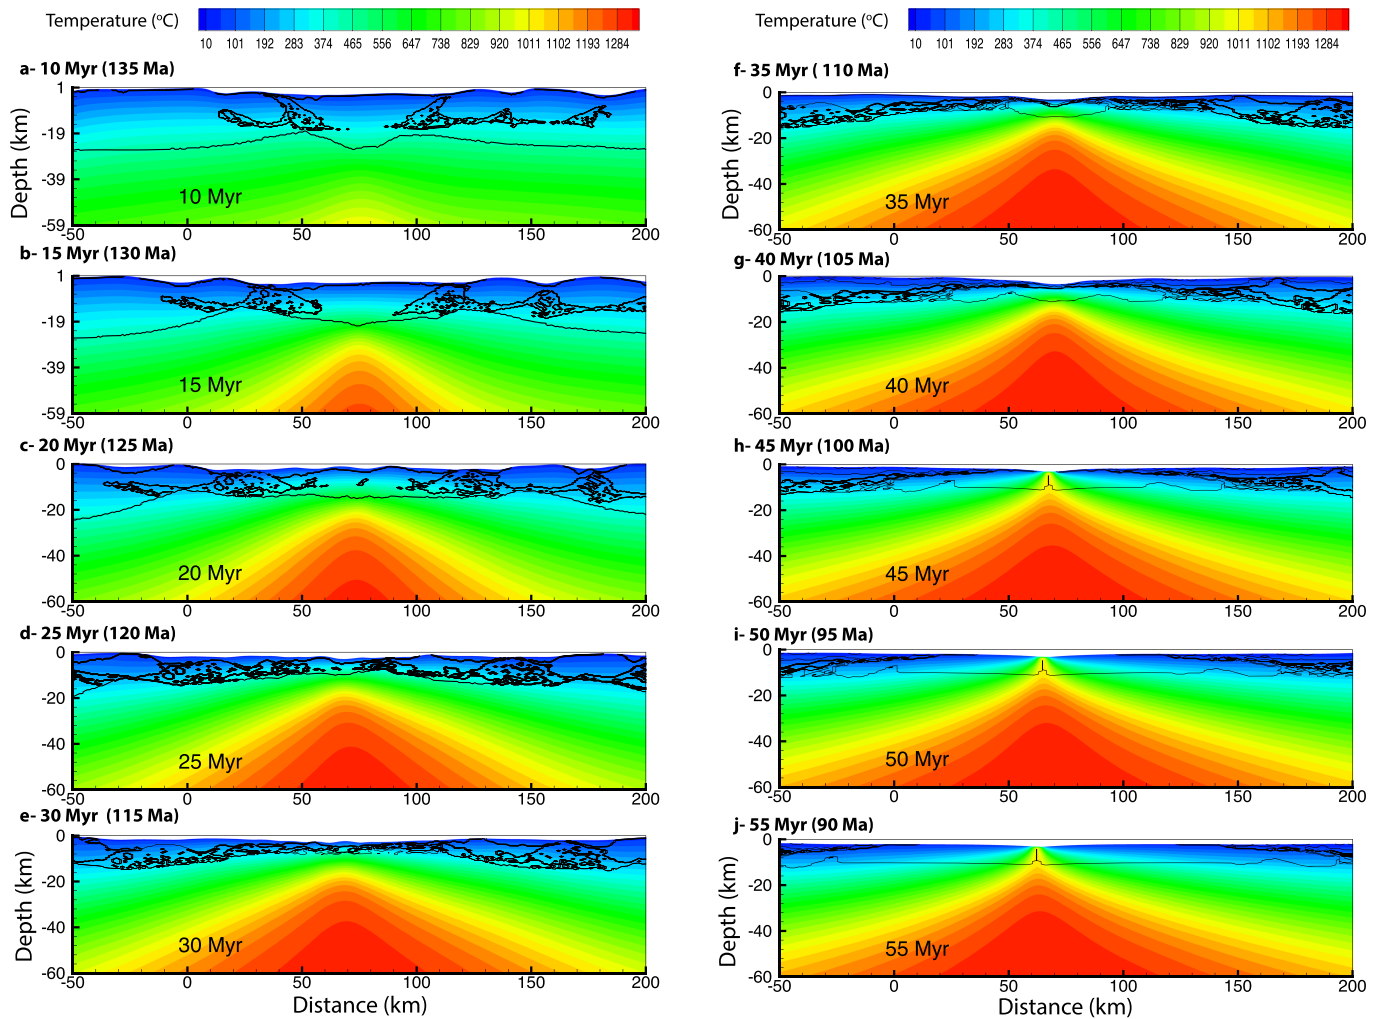 Temperature (°C)
10 101 192 283 374 465 556 647 738 829 920 1011 1102 1193 1284
a- 10 Myr (135 Ma)
1
-19
-39
-59
Depth (km)
10 Myr
-50 0 50 100 150 200
b- 15 Myr (130 Ma)
1
-19
-39
-59
15 Myr
-50 0 50 100 150 200
c- 20 Myr (125 Ma)
0
-20
-40
-60
20 Myr
-50 0 50 100 150 200
d- 25 Myr (120 Ma)
0
-20
-40
-60
25 Myr
-50 0 50 100 150 200
e- 30 Myr (115 Ma)
0
-20
-40
-60
Depth (km)
30 Myr
-50 0 50 100 150 200
Distance (km)
Temperature (°C)
10 101 192 283 374 465 556 647 738 829 920 1011 1102 1193 1284
f- 35 Myr ( 110 Ma)
0
-20
-40
-60
Depth (km)
35 Myr
-50 0 50 100 150 200
g- 40 Myr (105 Ma)
0
-20
-40
-60
40 Myr
-50 0 50 100 150 200
h- 45 Myr (100 Ma)
0
-20
-40
-60
45 Myr
-50 0 50 100 150 200
i- 50 Myr (95 Ma)
0
-20
-40
-60
50 Myr
-50 0 50 100 150 200
j- 55 Myr (90 Ma)
0
-20
-40
-60
Depth (km)
55 Myr
-50 0 50 100 150 200
Distance (km)